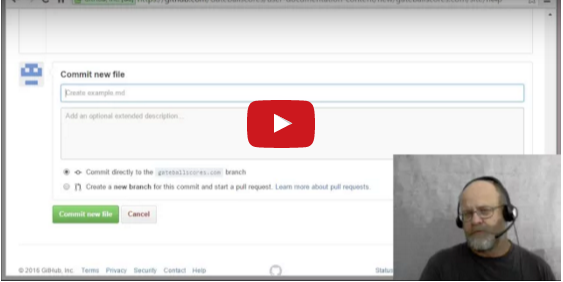 Commit new file
Create example.md
Add an optional extended description...
Commit directly to the gateballscores.com branch
Create a new branch for this commit and start a pull request. Learn more about pull requests.
Commit new file Cancel
© 2016 GitHub, Inc. Terms Privacy Security Contact Help Status